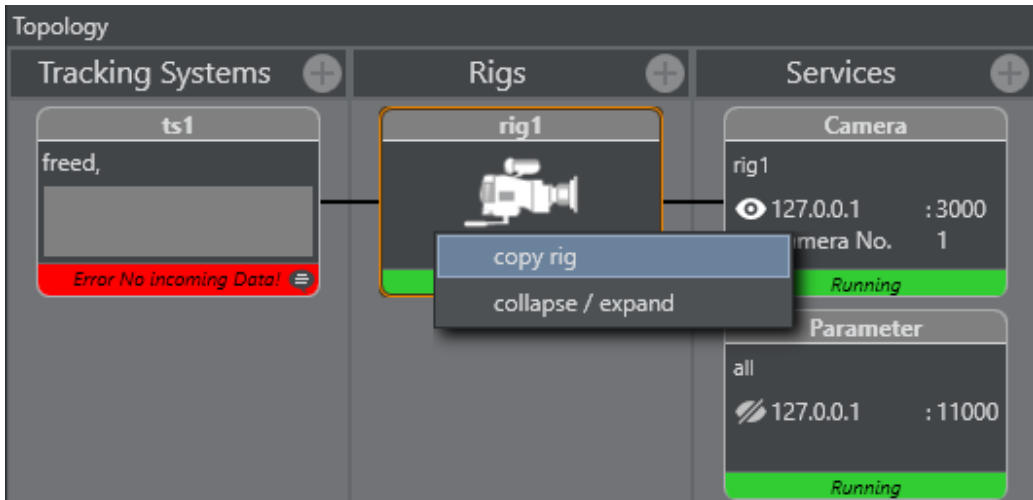 Topology
Tracking Systems
Rigs
Services
ts1
freed,
Error No incoming Data!
rig1
copy rig
collapse / expand
Camera
rig1
127.0.0.1 : 3000
mera No. 1
Running
Parameter
all
127.0.0.1 : 11000
Running